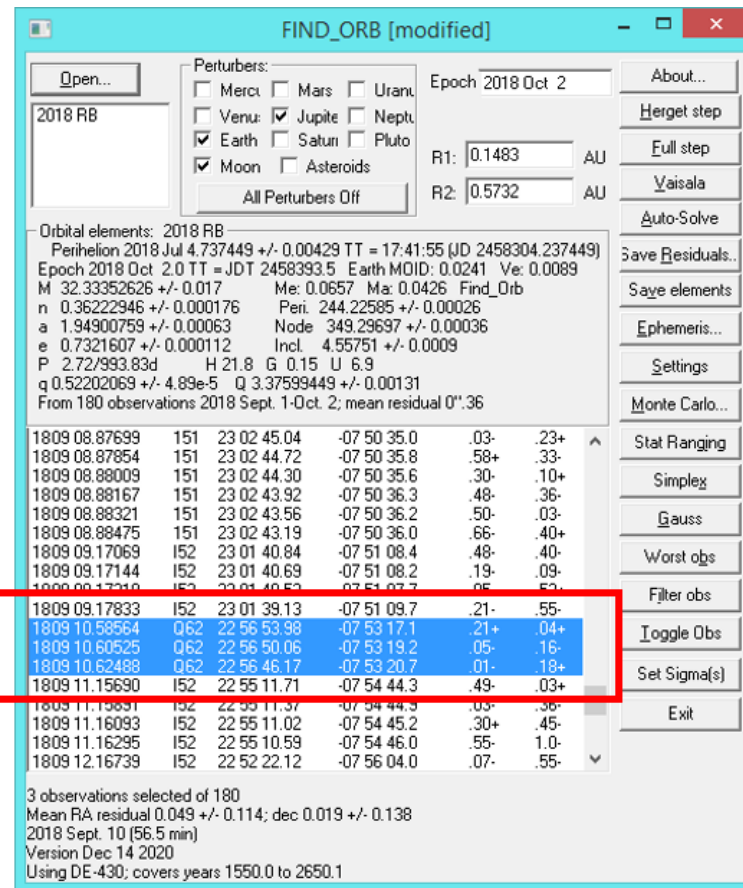 FIND_ORB [modified]
Open...
2018 RB
Perturbers:
Mercu Mars Uranu
Venu: Jupite Neptu
Earth Saturi Pluto
Moon Asteroids
All Perturbers Off
Epoch 2018 Oct 2
R1: 0.1483 AU
R2: 0.5732 AU
About...
Herget step
Full step
Vaisala
Auto-Solve
Save Residuals..
Save elements
Ephemeris...
Settings
Monte Carlo...
Stat Ranging
Simplex
Gauss
Worst obs
Filter obs
Toggle Obs
Set Sigma(s)
Exit
Orbital elements: 2018 RB
Perihelion 2018 Jul 4.737449 +/- 0.00429 TT = 17:41:55 (JD 2458304.237449)
Epoch 2018 Oct 2.0 TT = JDT 2458393.5 Earth MOID: 0.0241 Ve: 0.0089
M 32.33352626 +/- 0.017 Me: 0.0657 Ma: 0.0426 Find_Orb
n 0.36222946 +/- 0.000176 Peri. 244.22585 +/- 0.00026
a 1.94900759 +/- 0.00063 Node 349.29697 +/- 0.00036
e 0.7321607 +/- 0.000112 Incl. 4.55751 +/- 0.0009
P 2.72/993.83d H 21.8 G 0.15 U 6.9
q 0.52202069 +/- 4.89e-5 Q 3.37599449 +/- 0.00131
From 180 observations 2018 Sept. 1-Oct. 2; mean residual 0".36
1809 08.87699 151 23 02 45.04 -07 50 35.0 .03- .23+
1809 08.87854 151 23 02 44.72 -07 50 35.8 .58+ .33-
1809 08.88009 151 23 02 44.30 -07 50 35.6 .30- .10+
1809 08.88167 151 23 02 43.92 -07 50 36.3 .48- .36-
1809 08.88321 151 23 02 43.56 -07 50 36.2 .50- .03-
1809 08.88475 151 23 02 43.19 -07 50 36.0 .66- .40+
1809 09.17069 I52 23 01 40.84 -07 51 08.4 .48- .40-
1809 09.17144 I52 23 01 40.69 -07 51 08.2 .19- .09-
1809 09.17833 I52 23 01 39.13 -07 51 09.7 .21- .55-
1809 10.58564 Q62 22 56 53.98 -07 53 17.1 .21+ .04+
1809 10.60525 Q62 22 56 50.06 -07 53 19.2 .05- .16-
1809 10.62488 Q62 22 56 46.17 -07 53 20.7 .01- .18+
1809 11.15690 I52 22 55 11.71 -07 54 44.3 .49- .03+
1809 11.15891 I52 22 55 11.37 -07 54 44.9 .03- .36-
1809 11.16093 I52 22 55 11.02 -07 54 45.2 .30+ .45-
1809 11.16295 I52 22 55 10.59 -07 54 46.0 .55- 1.0-
1809 12.16739 I52 22 52 22.12 -07 56 04.0 .07- .55-
3 observations selected of 180
Mean RA residual 0.049 +/- 0.114; dec 0.019 +/- 0.138
2018 Sept. 10 (56.5 min)
Version Dec 14 2020
Using DE-430; covers years 1550.0 to 2650.1